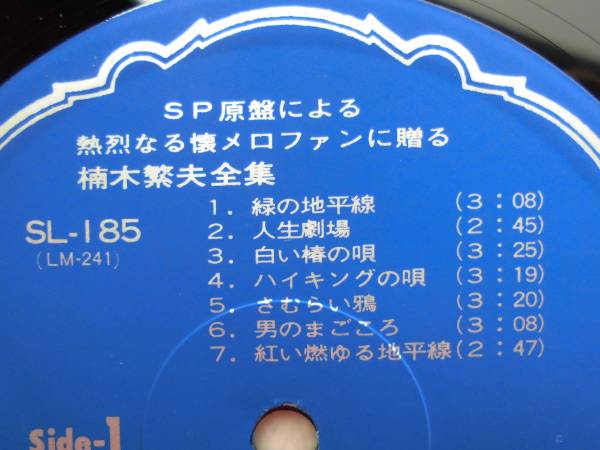 SP原盤による
熱烈なる懐メロファンに贈る
楠木繁夫全集
SL-185
(LM-241)
1. 緑の地平線 (3:08)
2. 人生劇場 (2:45)
3. 白い椿の唄 (3:25)
4. ハイキングの唄 (3:19)
5. さむらい鴉 (3:20)
6. 男のまごころ (3:08)
7. 紅い燃ゆる地平線 (2:47)
Side-1